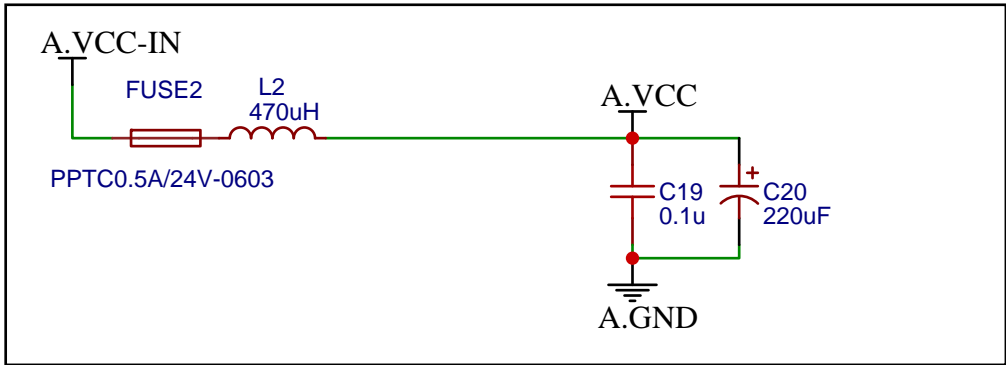 A.VCC-IN
FUSE2
L2
470uH
PPTC0.5A/24V-0603
A.VCC
C19
0.1u
+
C20
220uF
A.GND